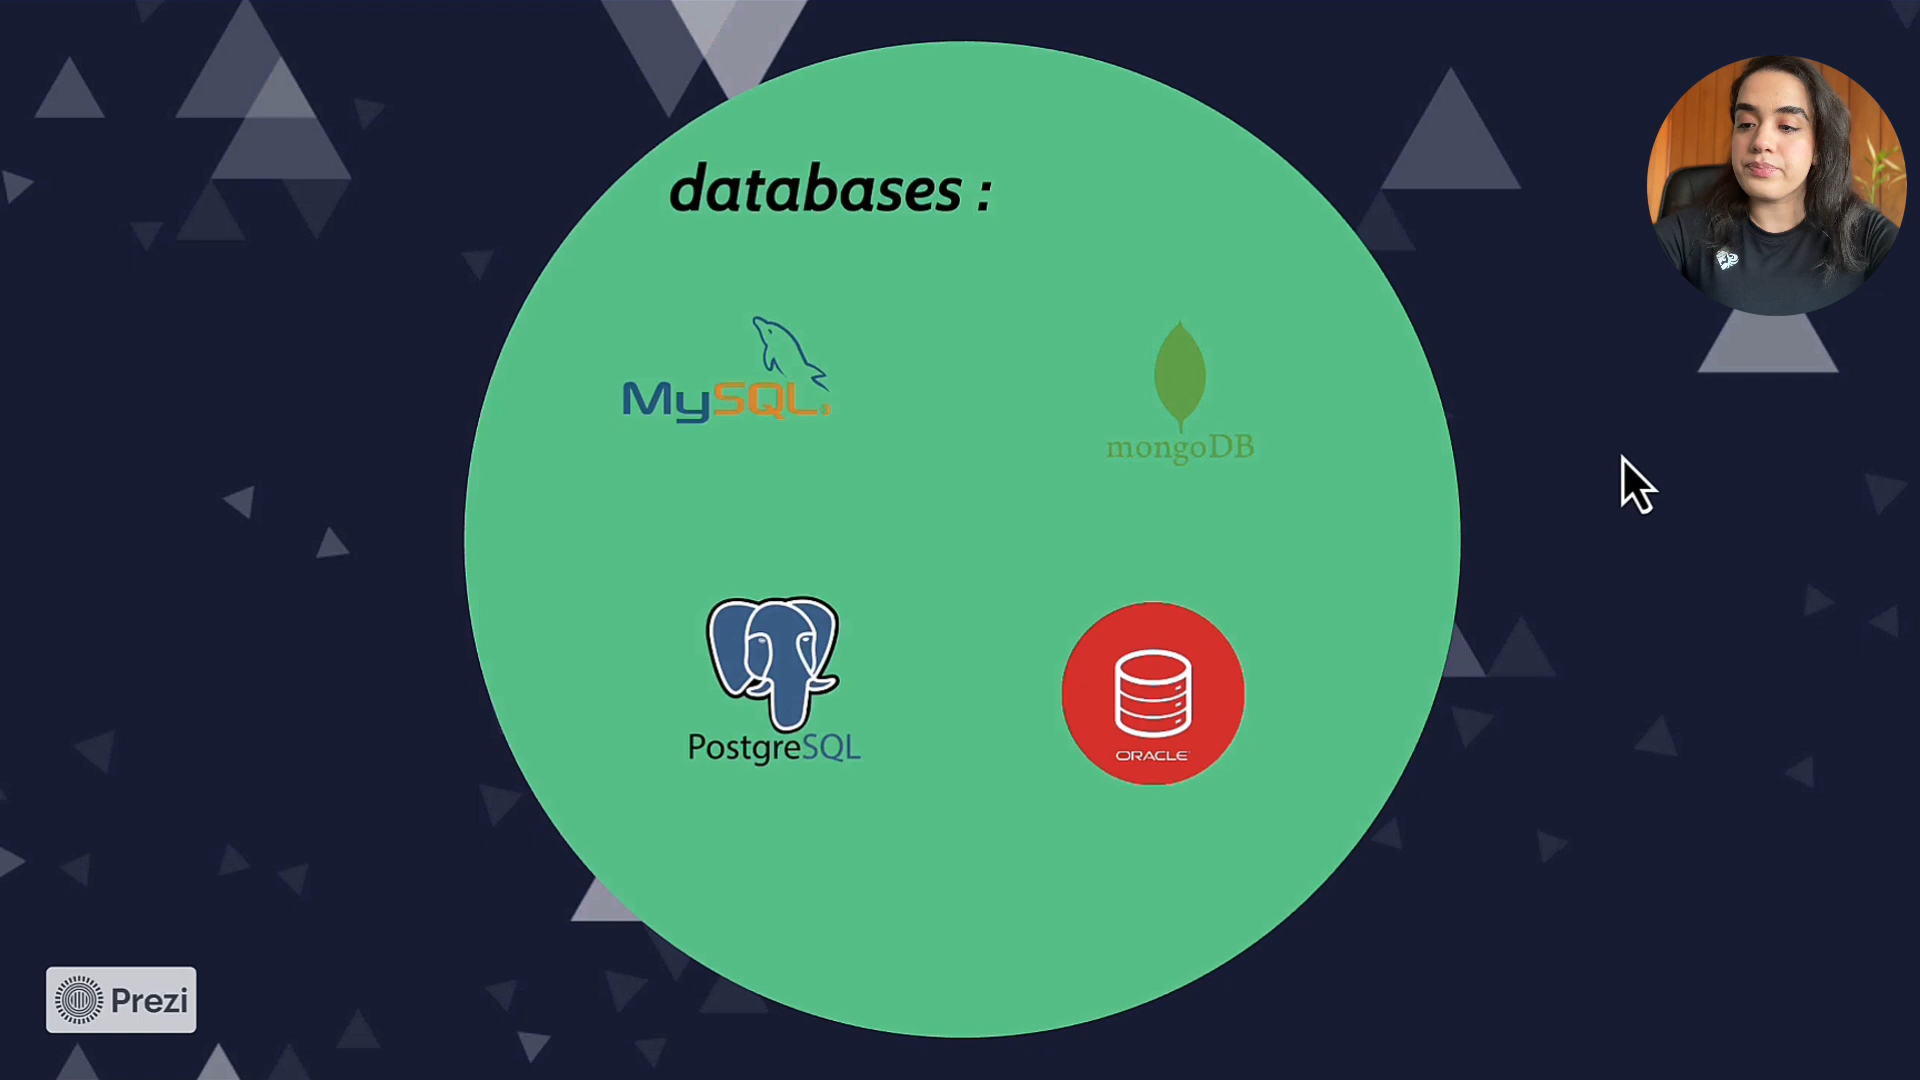 databases :
MySQL
mongoDB
PostgreSQL
ORACLE
Prezi